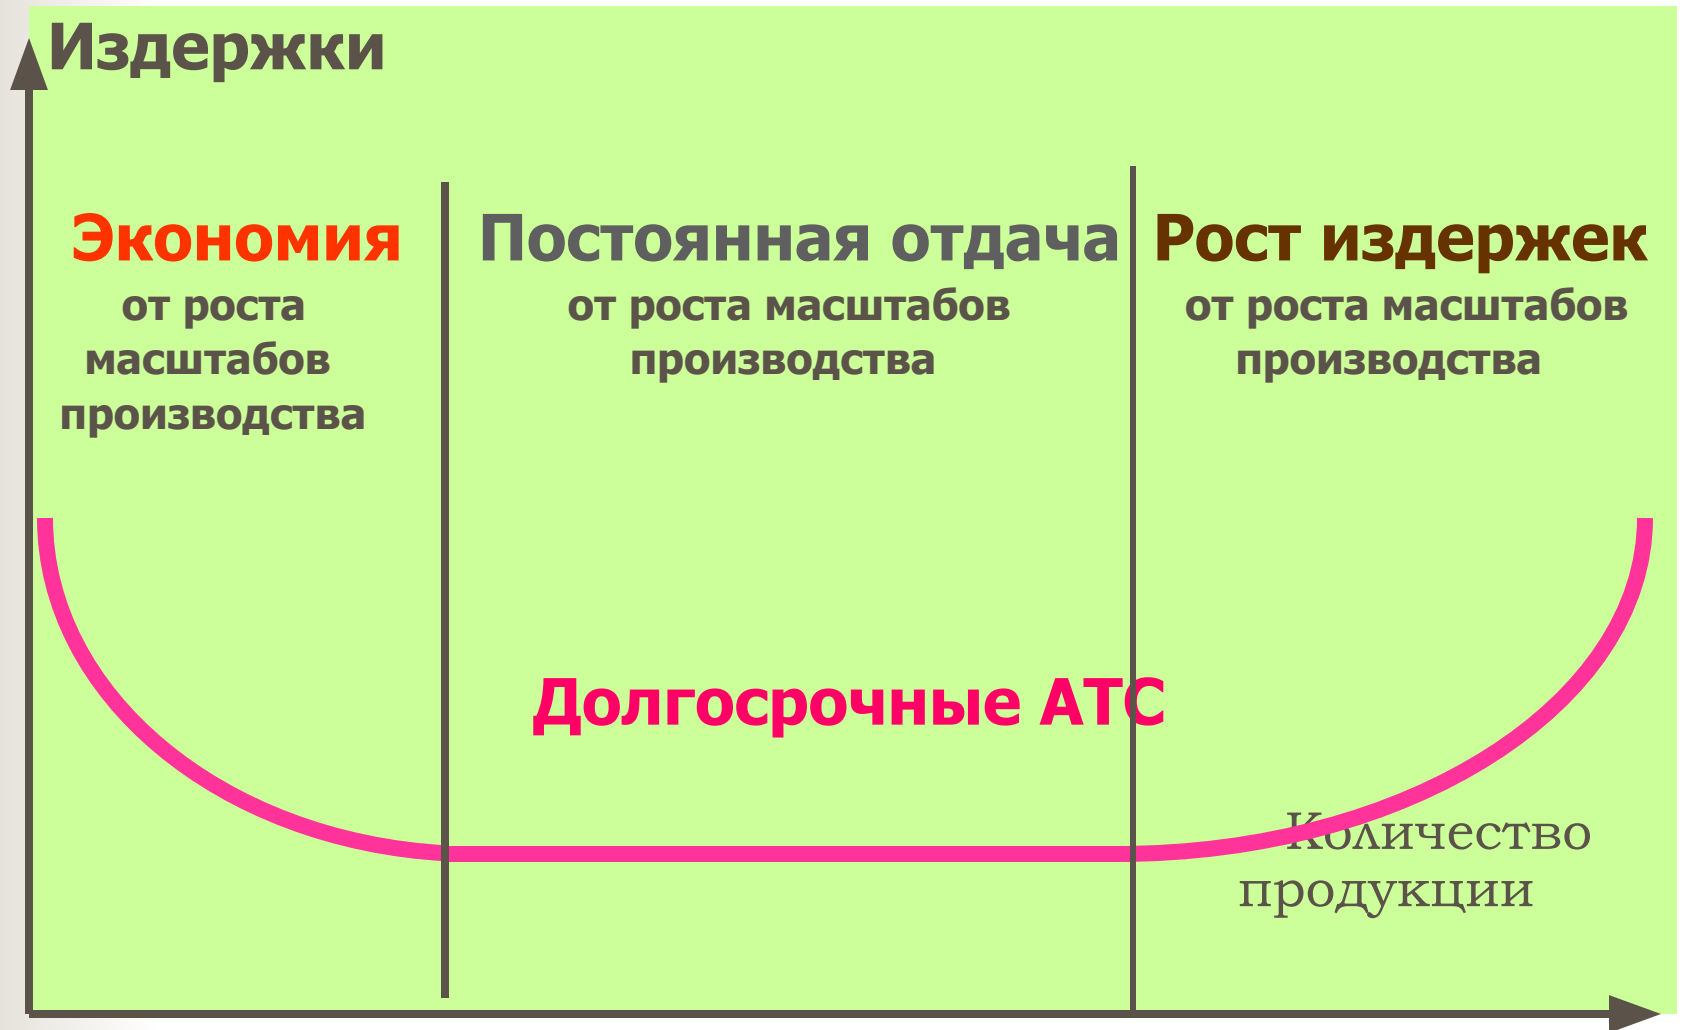 Издержки
Экономия
от роста
масштабов
производства
Постоянная отдача
от роста масштабов
производства
Рост издержек
от роста масштабов
производства
Долгосрочные АТС
Количество
продукции